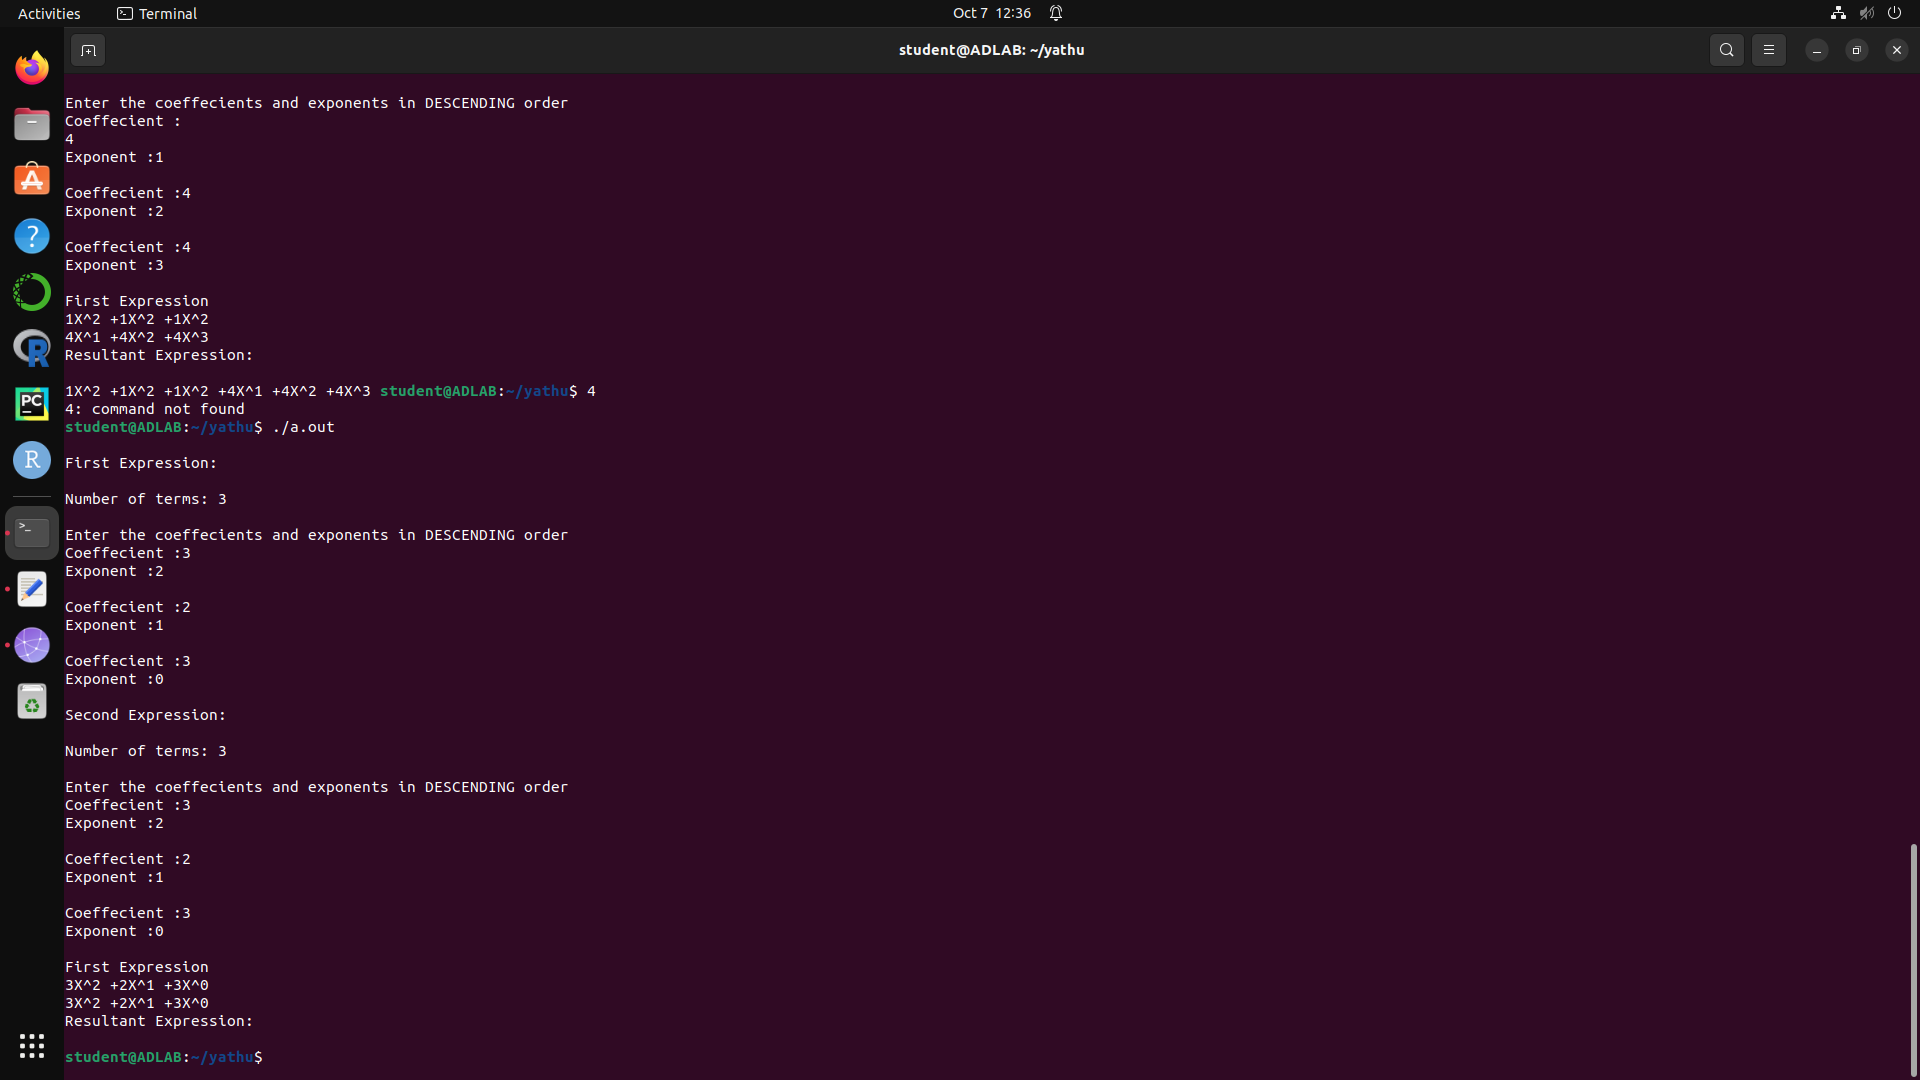 Activities
Terminal
Oct 7 12:36
student@ADLAB: ~/yathu
Enter the coeffecients and exponents in DESCENDING order
Coeffecient :
4
Exponent :1
Coeffecient :4
Exponent :2
Coeffecient :4
Exponent :3
First Expression
1X^2 +1X^2 +1X^2
4X^1 +4X^2 +4X^3
Resultant Expression:
1X^2 +1X^2 +1X^2 +4X^1 +4X^2 +4X^3 student@ADLAB:~/yathu$ 4
4: command not found
student@ADLAB:~/yathu$ ./a.out
First Expression:
Number of terms: 3
Enter the coeffecients and exponents in DESCENDING order
Coeffecient :3
Exponent :2
Coeffecient :2
Exponent :1
Coeffecient :3
Exponent :0
Second Expression:
Number of terms: 3
Enter the coeffecients and exponents in DESCENDING order
Coeffecient :3
Exponent :2
Coeffecient :2
Exponent :1
Coeffecient :3
Exponent :0
First Expression
3X^2 +2X^1 +3X^0
3X^2 +2X^1 +3X^0
Resultant Expression:
student@ADLAB:~/yathu$